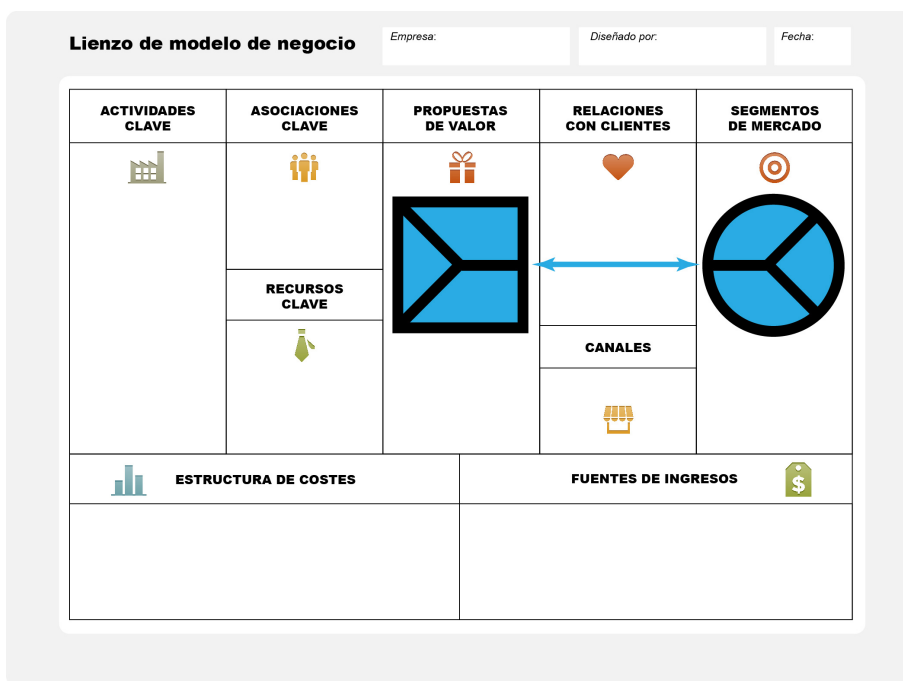 Lienzo de modelo de negocio
Empresa:
Diseñado por:
Fecha:
ACTIVIDADES
CLAVE
ASOCIACIONES
CLAVE
PROPUESTAS
DE VALOR
RELACIONES
CON CLIENTES
SEGMENTOS
DE MERCADO
RECURSOS
CLAVE
CANALES
ESTRUCTURA DE COSTES
FUENTES DE INGRESOS
$